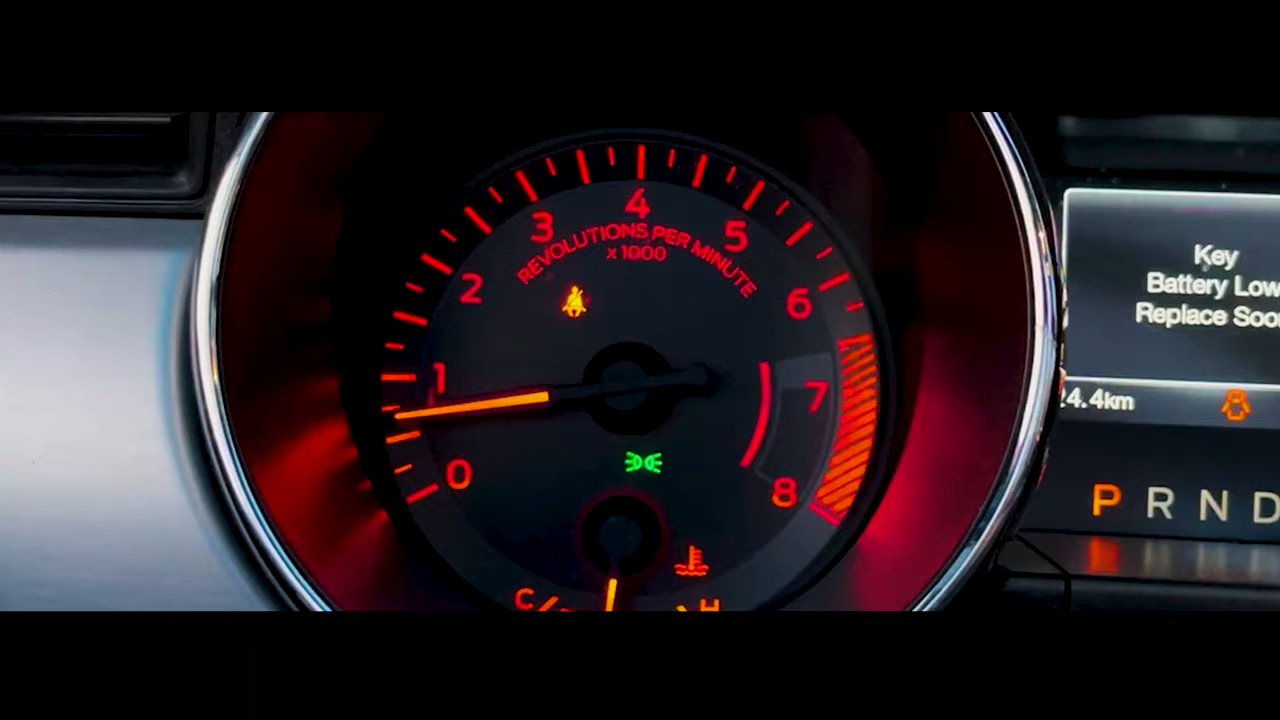 4
3
5
REVOLUTIONS PER MINUTE
x 1000
2
6
1
7
0
8
C
H
Key
Battery Low
Replace Soo
4.4km
P R N D